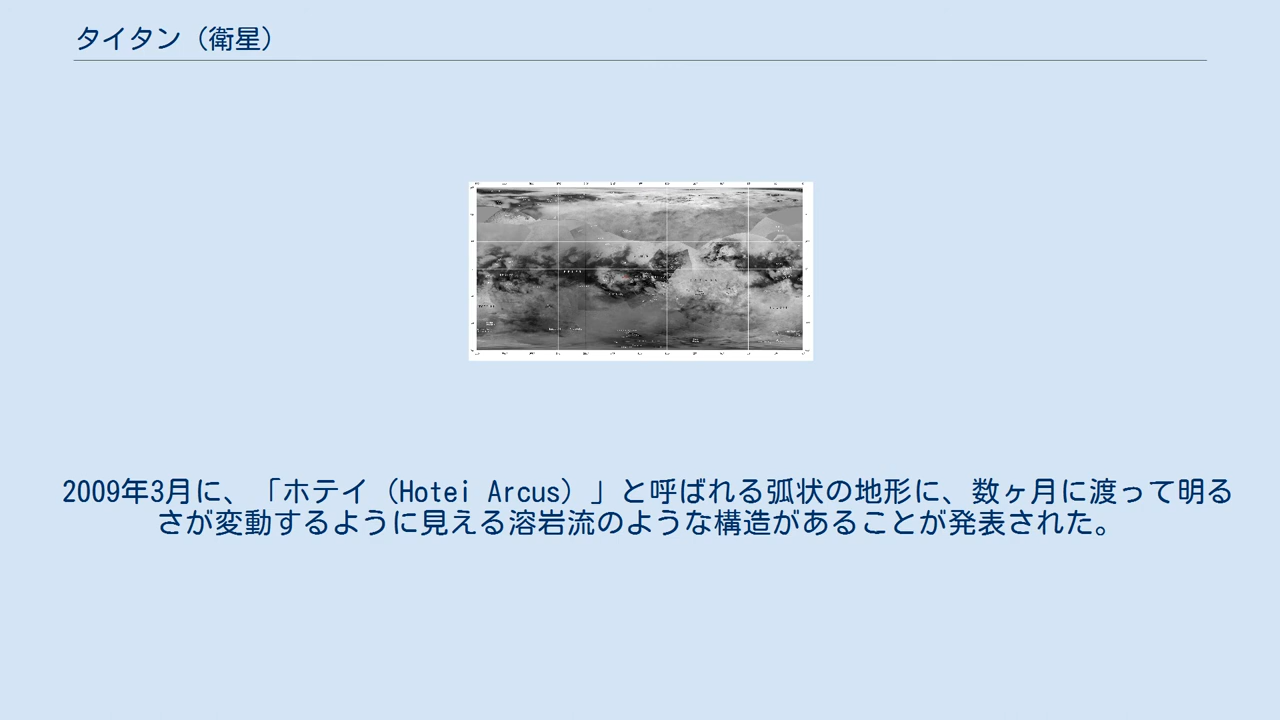 タイタン（衛星）
2009年3月に、「ホテイ（Hotei Arcus）」と呼ばれる弧状の地形に、数ヶ月に渡って明る
さが変動するように見える溶岩流のような構造があることが発表された。